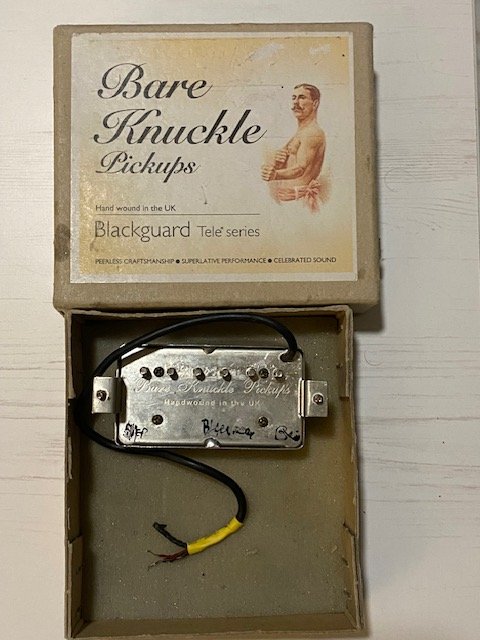 Bare
Knuckle
Pickups
Hand wound in the UK
Blackguard Tele® series
PEERLESS CRAFTSMANSHIP ● SUPERLATIVE PERFORMANCE ● CELEBRATED SOUND
Bare Knuckle Pickups
Handwound in the UK